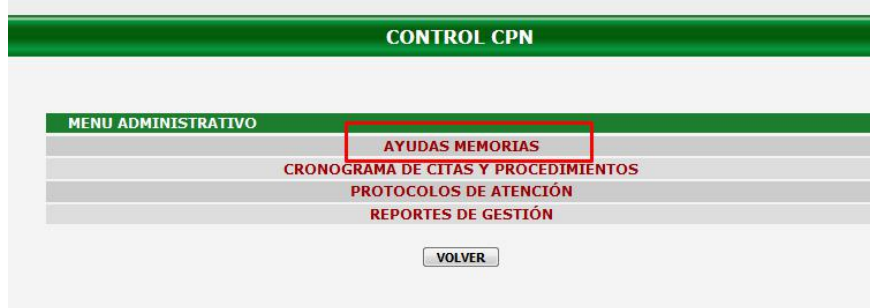 CONTROL CPN
MENU ADMINISTRATIVO
AYUDAS MEMORIAS
CRONOGRAMA DE CITAS Y PROCEDIMIENTOS
PROTOCOLOS DE ATENCIÓN
REPORTES DE GESTIÓN
VOLVER